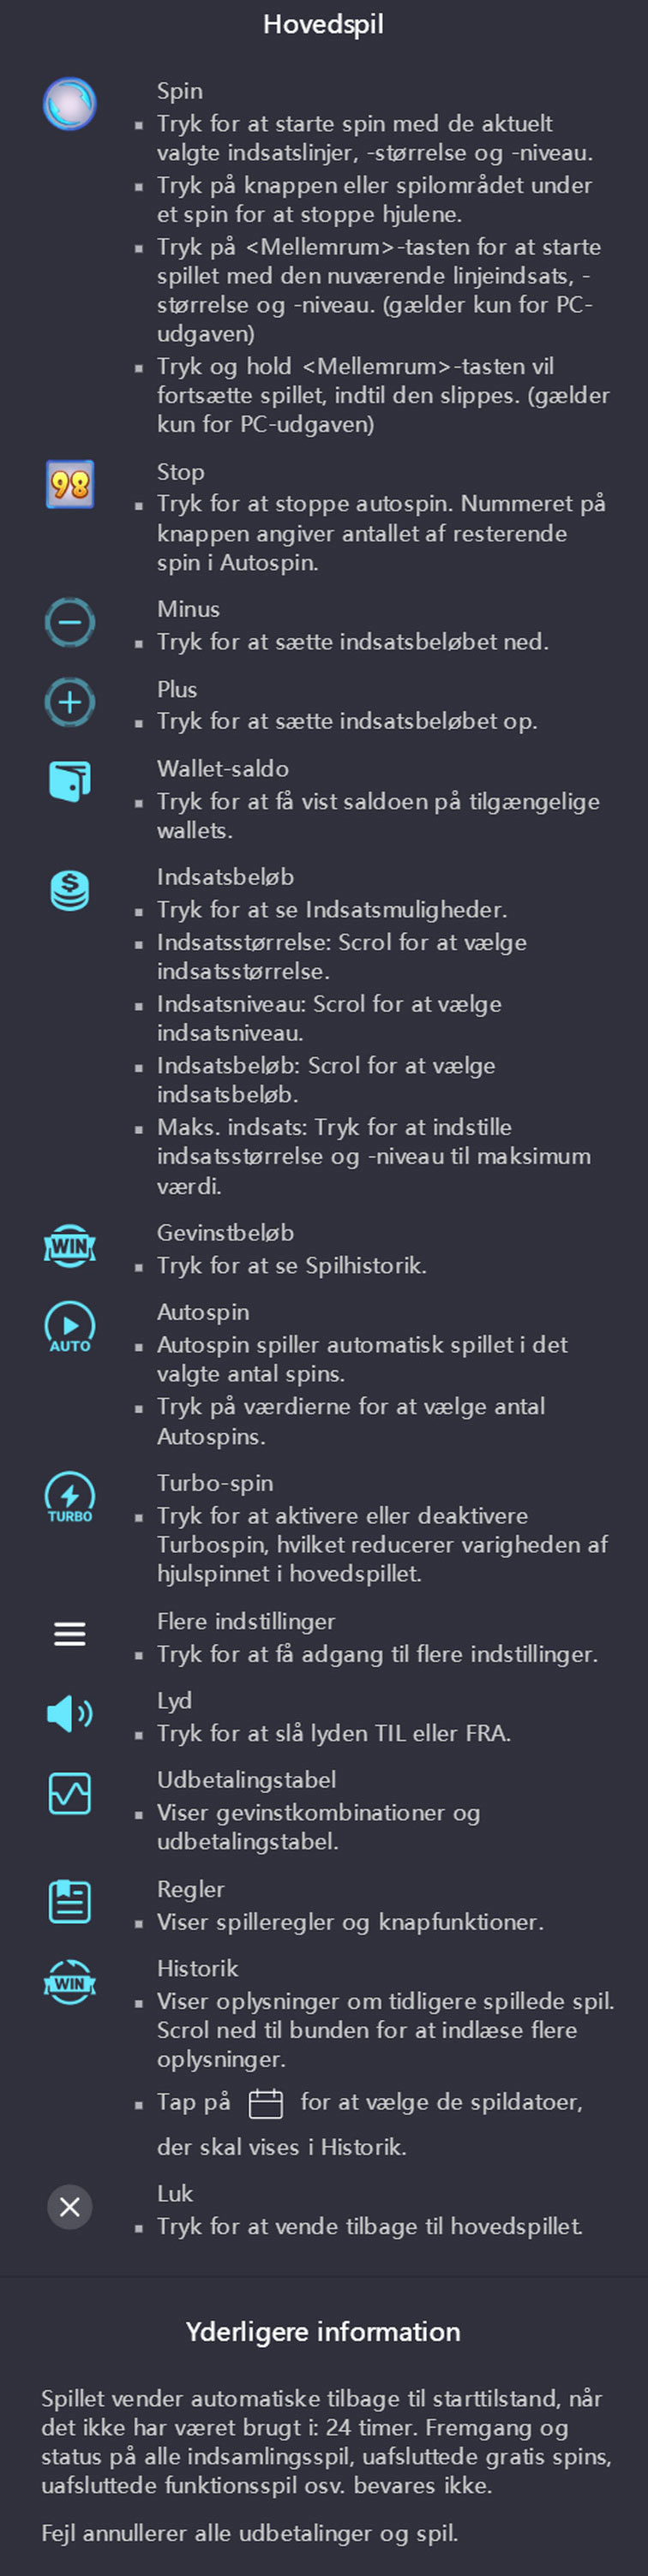 Hovedspil
Spin
Tryk for at starte spin med de aktuelt
valgte indsatslinjer, -størrelse og -niveau.
Tryk på knappen eller spilområdet under
et spin for at stoppe hjulene.
Tryk på <Mellemrum>-tasten for at starte
spillet med den nuværende linjeindsats, -
størrelse og -niveau. (gælder kun for PC-
udgaven)
Tryk og hold <Mellemrum>-tasten vil
fortsætte spillet, indtil den slippes. (gælder
kun for PC-udgaven)
98
Stop
Tryk for at stoppe autospin. Nummeret på
knappen angiver antallet af resterende
spin i Autospin.
Minus
Tryk for at sætte indsatsbeløbet ned.
Plus
Tryk for at sætte indsatsbeløbet op.
Wallet-saldo
Tryk for at få vist saldoen på tilgængelige
wallets.
Indsatsbeløb
Tryk for at se Indsatsmuligheder.
Indsatsstørrelse: Scrol for at vælge
indsatsstørrelse.
Indsatsniveau: Scrol for at vælge
indsatsniveau.
Indsatsbeløb: Scrol for at vælge
indsatsbeløb.
Maks. indsats: Tryk for at indstille
indsatsstørrelse og -niveau til maksimum
værdi.
WIN
Gevinstbeløb
Tryk for at se Spilhistorik.
AUTO
Autospin
Autospin spiller automatisk spillet i det
valgte antal spins.
Tryk på værdierne for at vælge antal
Autospins.
TURBO
Turbo-spin
Tryk for at aktivere eller deaktivere
Turbospin, hvilket reducerer varigheden af
hjulspinnet i hovedspillet.
Flere indstillinger
Tryk for at få adgang til flere indstillinger.
Lyd
Tryk for at slå lyden TIL eller FRA.
Udbetalingstabel
Viser gevinstkombinationer og
udbetalingstabel.
Regler
Viser spilleregler og knapfunktioner.
WIN
Historik
Viser oplysninger om tidligere spillede spil.
Scrol ned til bunden for at indlæse flere
oplysninger.
Tap på for at vælge de spildatoer,
der skal vises i Historik.
Luk
Tryk for at vende tilbage til hovedspillet.
Yderligere information
Spillet vender automatiske tilbage til starttilstand, når
det ikke har været brugt i: 24 timer. Fremgang og
status på alle indsamlingsspil, uafsluttede gratis spins,
uafsluttede funktionsspil osv. bevares ikke.
Fejl annullerer alle udbetalinger og spil.